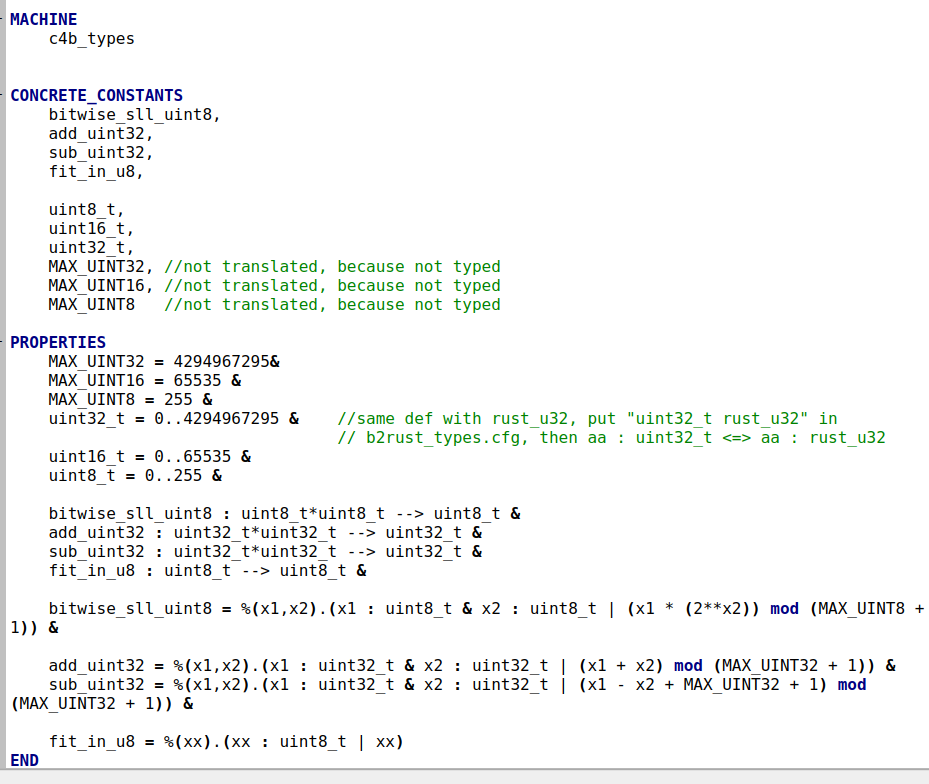 MACHINE
    c4b_types
CONCRETE_CONSTANTS
    bitwise_sll_uint8,
    add_uint32,
    sub_uint32,
    fit_in_u8,
    uint8_t,
    uint16_t,
    uint32_t,
    MAX_UINT32, //not translated, because not typed
    MAX_UINT16, //not translated, because not typed
    MAX_UINT8   //not translated, because not typed
PROPERTIES
    MAX_UINT32 = 4294967295&
    MAX_UINT16 = 65535 &
    MAX_UINT8 = 255 &
    uint32_t = 0..4294967295 &    //same def with rust_u32, put "uint32_t rust_u32" in
                                  // b2rust_types.cfg, then aa : uint32_t <=> aa : rust_u32
    uint16_t = 0..65535 &
    uint8_t = 0..255 &
    bitwise_sll_uint8 : uint8_t*uint8_t --> uint8_t &
    add_uint32 : uint32_t*uint32_t --> uint32_t &
    sub_uint32 : uint32_t*uint32_t --> uint32_t &
    fit_in_u8 : uint8_t --> uint8_t &
    bitwise_sll_uint8 = %(x1,x2).(x1 : uint8_t & x2 : uint8_t | (x1 * (2**x2)) mod (MAX_UINT8 +
1)) &
    add_uint32 = %(x1,x2).(x1 : uint32_t & x2 : uint32_t | (x1 + x2) mod (MAX_UINT32 + 1)) &
    sub_uint32 = %(x1,x2).(x1 : uint32_t & x2 : uint32_t | (x1 - x2 + MAX_UINT32 + 1) mod
(MAX_UINT32 + 1)) &
    fit_in_u8 = %(xx).(xx : uint8_t | xx)
END